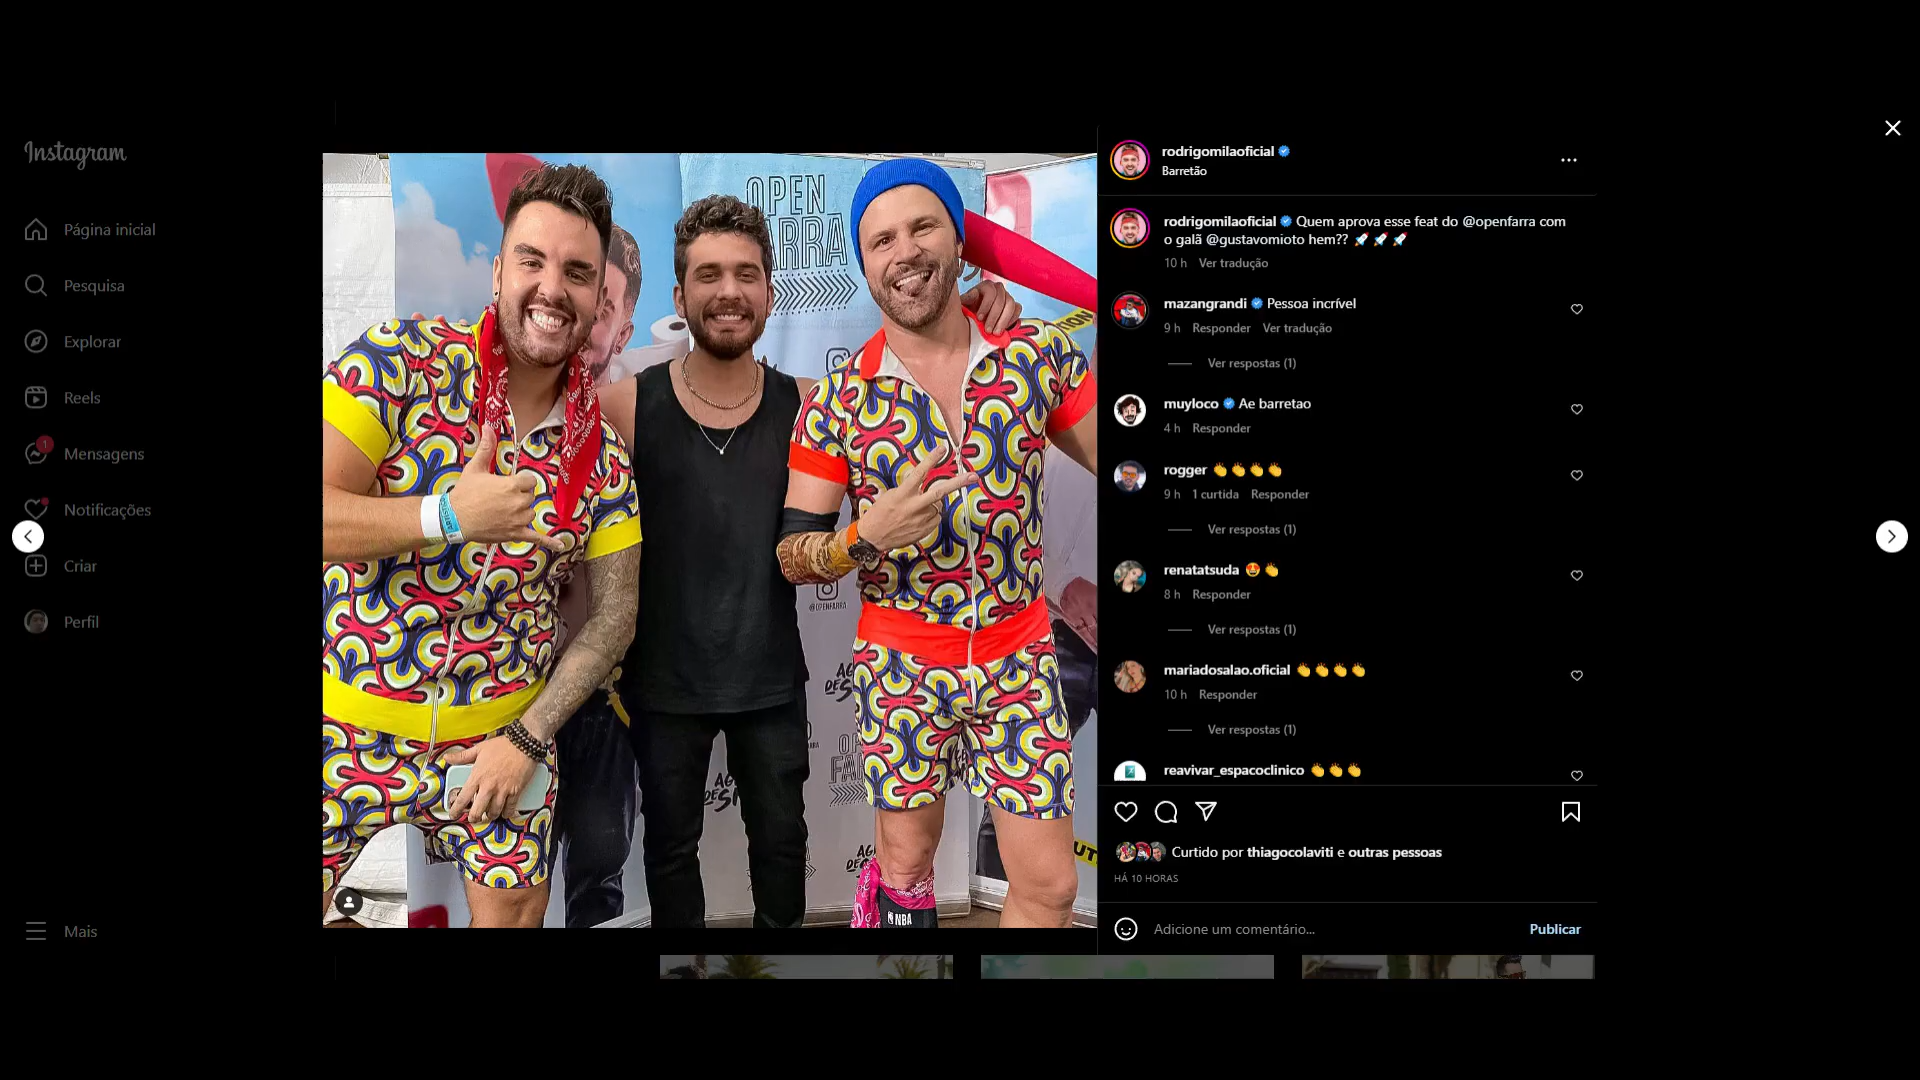 Instagram
Página inicial
Pesquisa
Explorar
Reels
1
Mensagens
Notificações
Criar
Perfil
Mais
OPEN
FARRA
CTION
@OPENFARRA
NBA
rodrigomilaoficial
Barretão
rodrigomilaoficial Quem aprova esse feat do @openfarra com
o galã @gustavomioto hem?? 🚀 🚀 🚀
10 h Ver tradução
mazangrandi Pessoa incrível
9 h Responder Ver tradução
Ver respostas (1)
muyloco Ae barretao
4 h Responder
rogger 👏 👏 👏 👏
9 h 1 curtida Responder
Ver respostas (1)
renatatsuda 🤩 👏
8 h Responder
Ver respostas (1)
mariadosalao.oficial 👏 👏 👏 👏
10 h Responder
Ver respostas (1)
reavivar_espacoclinico 👏 👏 👏
Curtido por thiagocolaviti e outras pessoas
HÁ 10 HORAS
Adicione um comentário...
Publicar